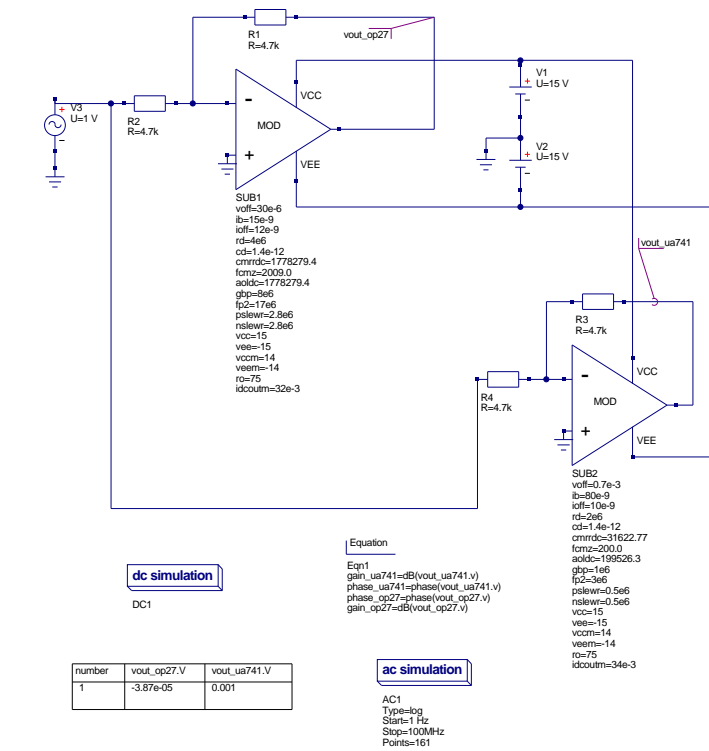 R1
R=4.7k
vout_op27
V3
U=1 V
R2
R=4.7k
-
+
MOD
VCC
VEE
V1
U=15 V
V2
U=15 V
SUB1
voff=30e-6
ib=15e-9
ioff=12e-9
rd=4e6
cd=1.4e-12
cmrrdc=1778279.4
fcmz=2009.0
aoldc=1778279.4
gbp=8e6
fp2=17e6
pslewr=2.8e6
nslewr=2.8e6
vcc=15
vee=-15
vccm=14
veem=-14
ro=75
idcoutm=32e-3
vout_ua741
R3
R=4.7k
R4
R=4.7k
-
+
MOD
VCC
VEE
SUB2
voff=0.7e-3
ib=80e-9
ioff=10e-9
rd=2e6
cd=1.4e-12
cmrrdc=31622.77
fcmz=200.0
aoldc=199526.3
gbp=1e6
fp2=3e6
pslewr=0.5e6
nslewr=0.5e6
vcc=15
vee=-15
vccm=14
veem=-14
ro=75
idcoutm=34e-3
dc simulation
DC1
Equation
Eqn1
gain_ua741=dB(vout_ua741.v)
phase_ua741=phase(vout_ua741.v)
phase_op27=phase(vout_op27.v)
gain_op27=dB(vout_op27.v)
number vout_op27.V vout_ua741.V
1 -3.87e-05 0.001
ac simulation
AC1
Type=log
Start=1 Hz
Stop=100MHz
Points=161